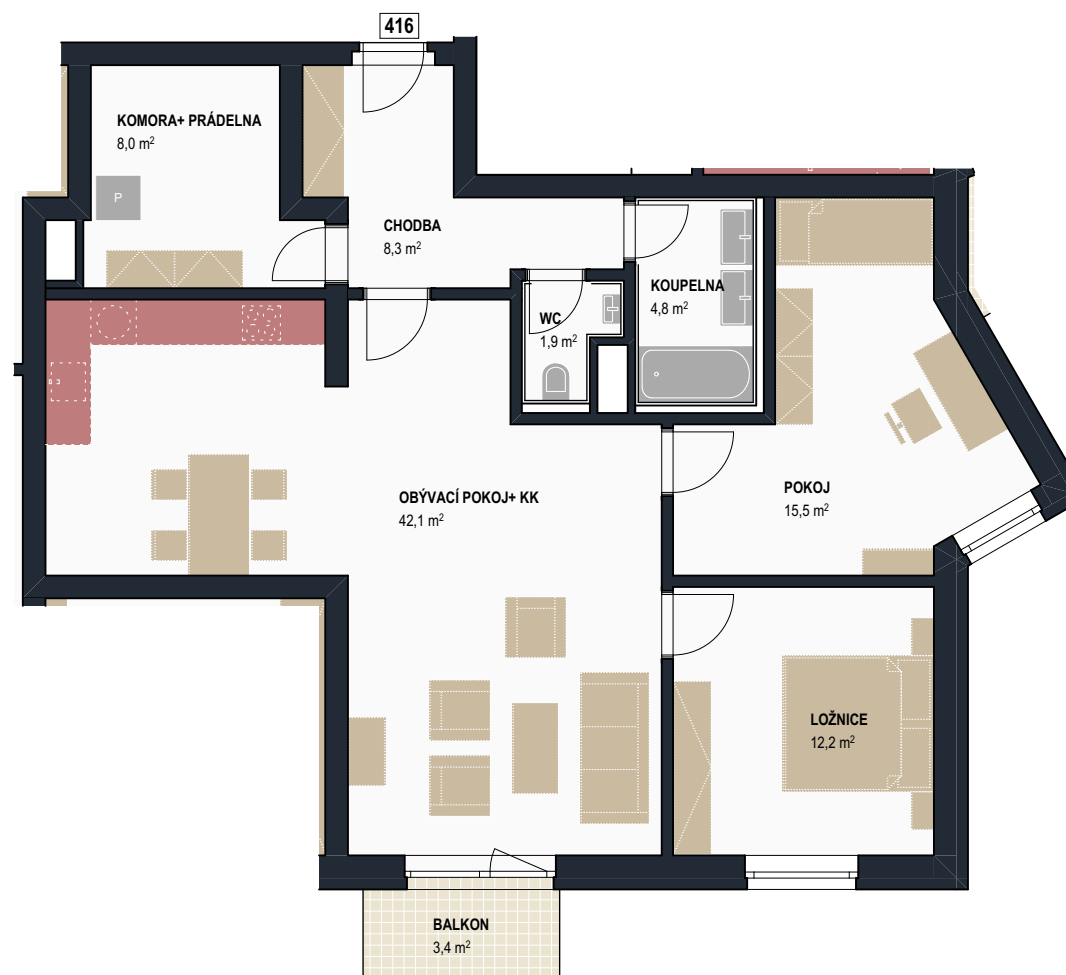 416
KOMORA+ PRÁDELNA
8,0 m²
P
CHODBA
8,3 m²
KOUPELNA
4,8 m²
WC
1,9 m²
POKOJ
15,5 m²
OBÝVACÍ POKOJ+ KK
42,1 m²
LOŽNICE
12,2 m²
BALKON
3,4 m²